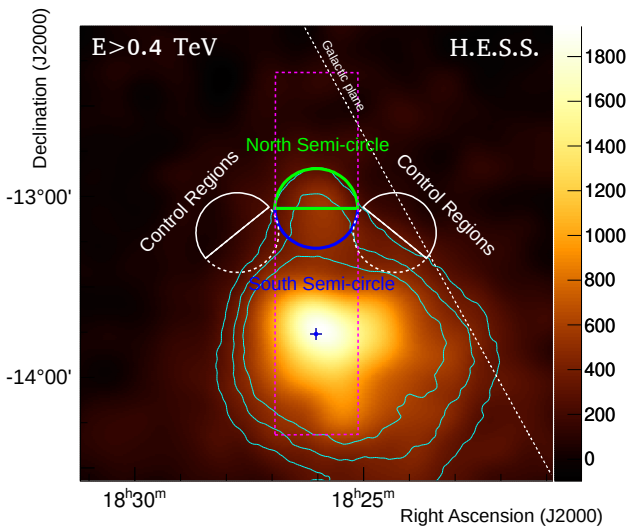 E>0.4 TeV
H.E.S.S.
Galactic plane
North Semi-circle
Control Regions
Control Regions
South Semi-circle
Declination (J2000)
-13°00'
-14°00'
18ʰ30ᵐ
18ʰ25ᵐ
Right Ascension (J2000)
1800
1600
1400
1200
1000
800
600
400
200
0